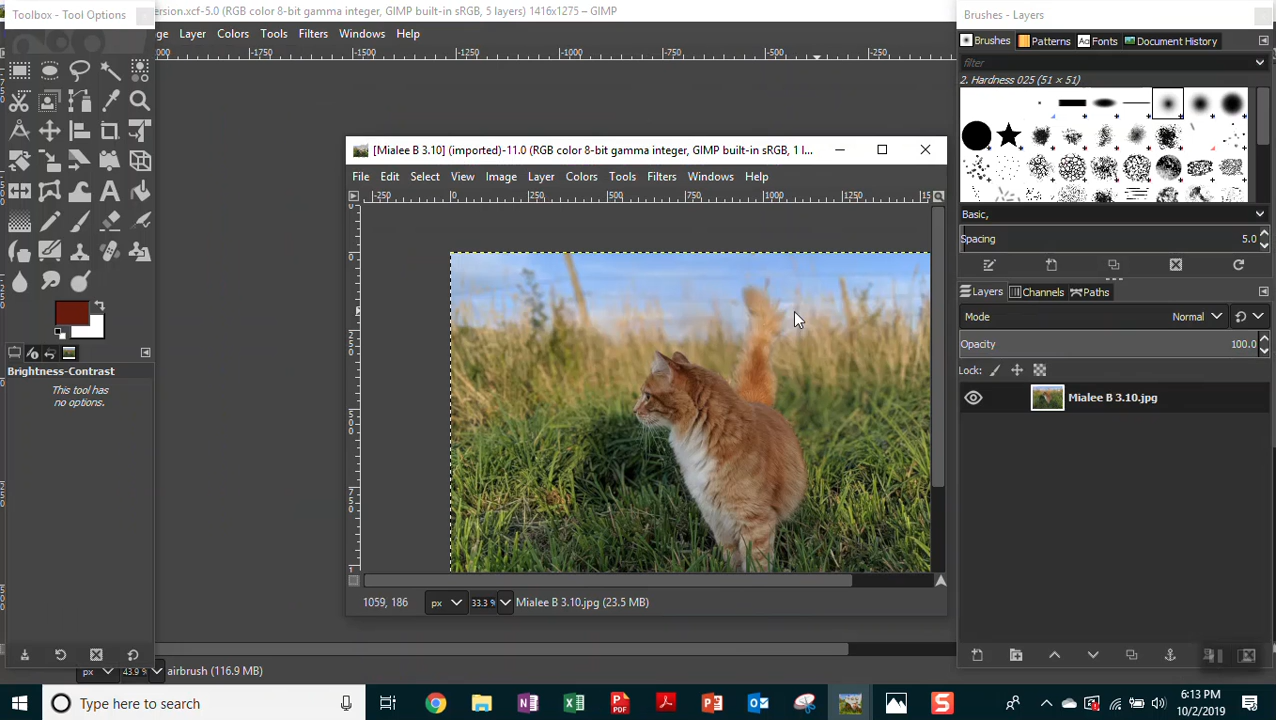 Toolbox - Tool Options
ersion.xcf-5.0 (RGB color 8-bit gamma integer, GIMP built-in sRGB, 5 layers) 1416x1275 – GIMP
Brushes - Layers
ge Layer Colors Tools Filters Windows Help
Brushes Patterns Fonts Document History
-1000 -1250 -1000 -750 -500 -250
filter
2. Hardness 025 (51 × 51)
[Mialee B 3.10] (imported)-11.0 (RGB color 8-bit gamma integer, GIMP built-in sRGB, 1 l...
File Edit Select View Image Layer Colors Tools Filters Windows Help
-250 0 250 500 750 1000 1250
Basic,
Spacing 5.0
Layers Channels Paths
Mode Normal
Opacity 100.0
Lock:
Brightness-Contrast
This tool has
no options.
Mialee B 3.10.jpg
1059, 186 px 33.3 % Mialee B 3.10.jpg (23.5 MB)
px 43.9 % airbrush (116.9 MB)
Type here to search
6:13 PM
10/2/2019